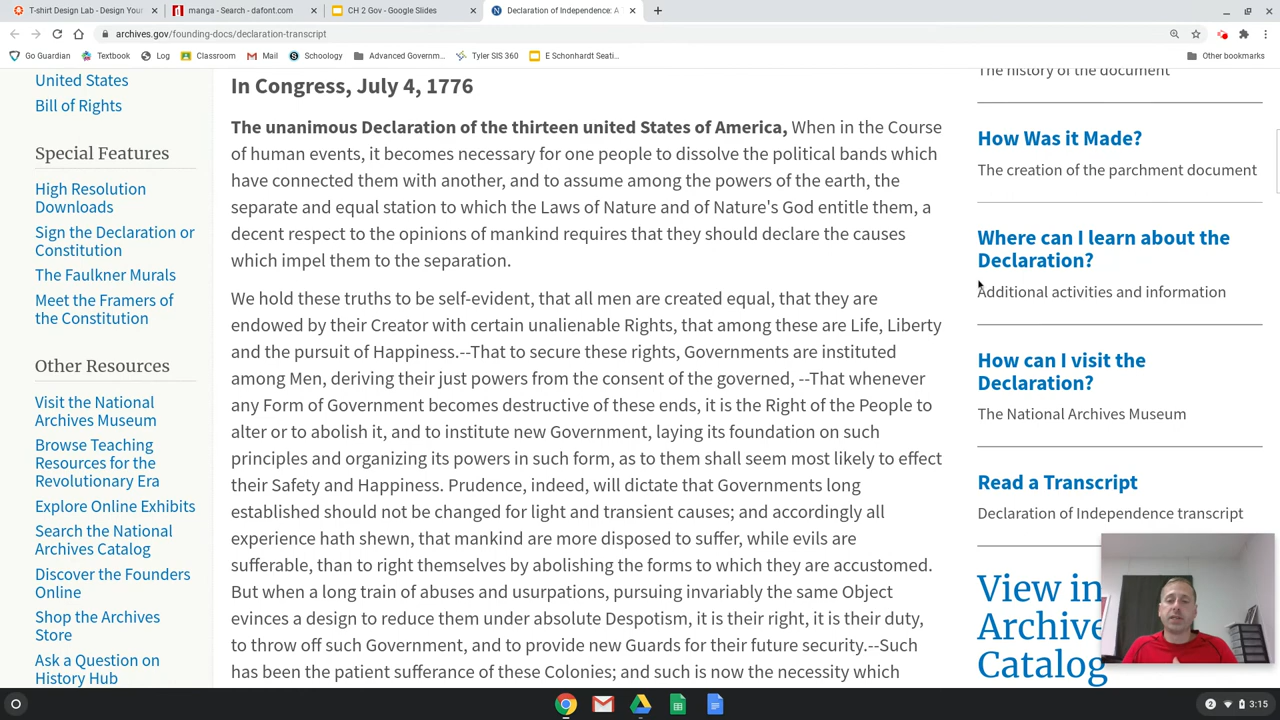 T-shirt Design Lab - Design Your
manga - Search - dafont.com
CH 2 Gov - Google Slides
Declaration of Independence: A T
archives.gov/founding-docs/declaration-transcript
Go Guardian
Textbook
Log
Classroom
Mail
Schoology
Advanced Governm...
Tyler SIS 360
E Schonhardt Seati...
Other bookmarks
United States
Bill of Rights
Special Features
High Resolution
Downloads
Sign the Declaration or
Constitution
The Faulkner Murals
Meet the Framers of
the Constitution
Other Resources
Visit the National
Archives Museum
Browse Teaching
Resources for the
Revolutionary Era
Explore Online Exhibits
Search the National
Archives Catalog
Discover the Founders
Online
Shop the Archives
Store
Ask a Question on
History Hub
In Congress, July 4, 1776
The unanimous Declaration of the thirteen united States of America, When in the Course
of human events, it becomes necessary for one people to dissolve the political bands which
have connected them with another, and to assume among the powers of the earth, the
separate and equal station to which the Laws of Nature and of Nature's God entitle them, a
decent respect to the opinions of mankind requires that they should declare the causes
which impel them to the separation.
We hold these truths to be self-evident, that all men are created equal, that they are
endowed by their Creator with certain unalienable Rights, that among these are Life, Liberty
and the pursuit of Happiness.--That to secure these rights, Governments are instituted
among Men, deriving their just powers from the consent of the governed, --That whenever
any Form of Government becomes destructive of these ends, it is the Right of the People to
alter or to abolish it, and to institute new Government, laying its foundation on such
principles and organizing its powers in such form, as to them shall seem most likely to effect
their Safety and Happiness. Prudence, indeed, will dictate that Governments long
established should not be changed for light and transient causes; and accordingly all
experience hath shewn, that mankind are more disposed to suffer, while evils are
sufferable, than to right themselves by abolishing the forms to which they are accustomed.
But when a long train of abuses and usurpations, pursuing invariably the same Object
evinces a design to reduce them under absolute Despotism, it is their right, it is their duty,
to throw off such Government, and to provide new Guards for their future security.--Such
has been the patient sufferance of these Colonies; and such is now the necessity which
The history of the document
How Was it Made?
The creation of the parchment document
Where can I learn about the
Declaration?
Additional activities and information
How can I visit the
Declaration?
The National Archives Museum
Read a Transcript
Declaration of Independence transcript
View in
Archive
Catalog
2
3:15